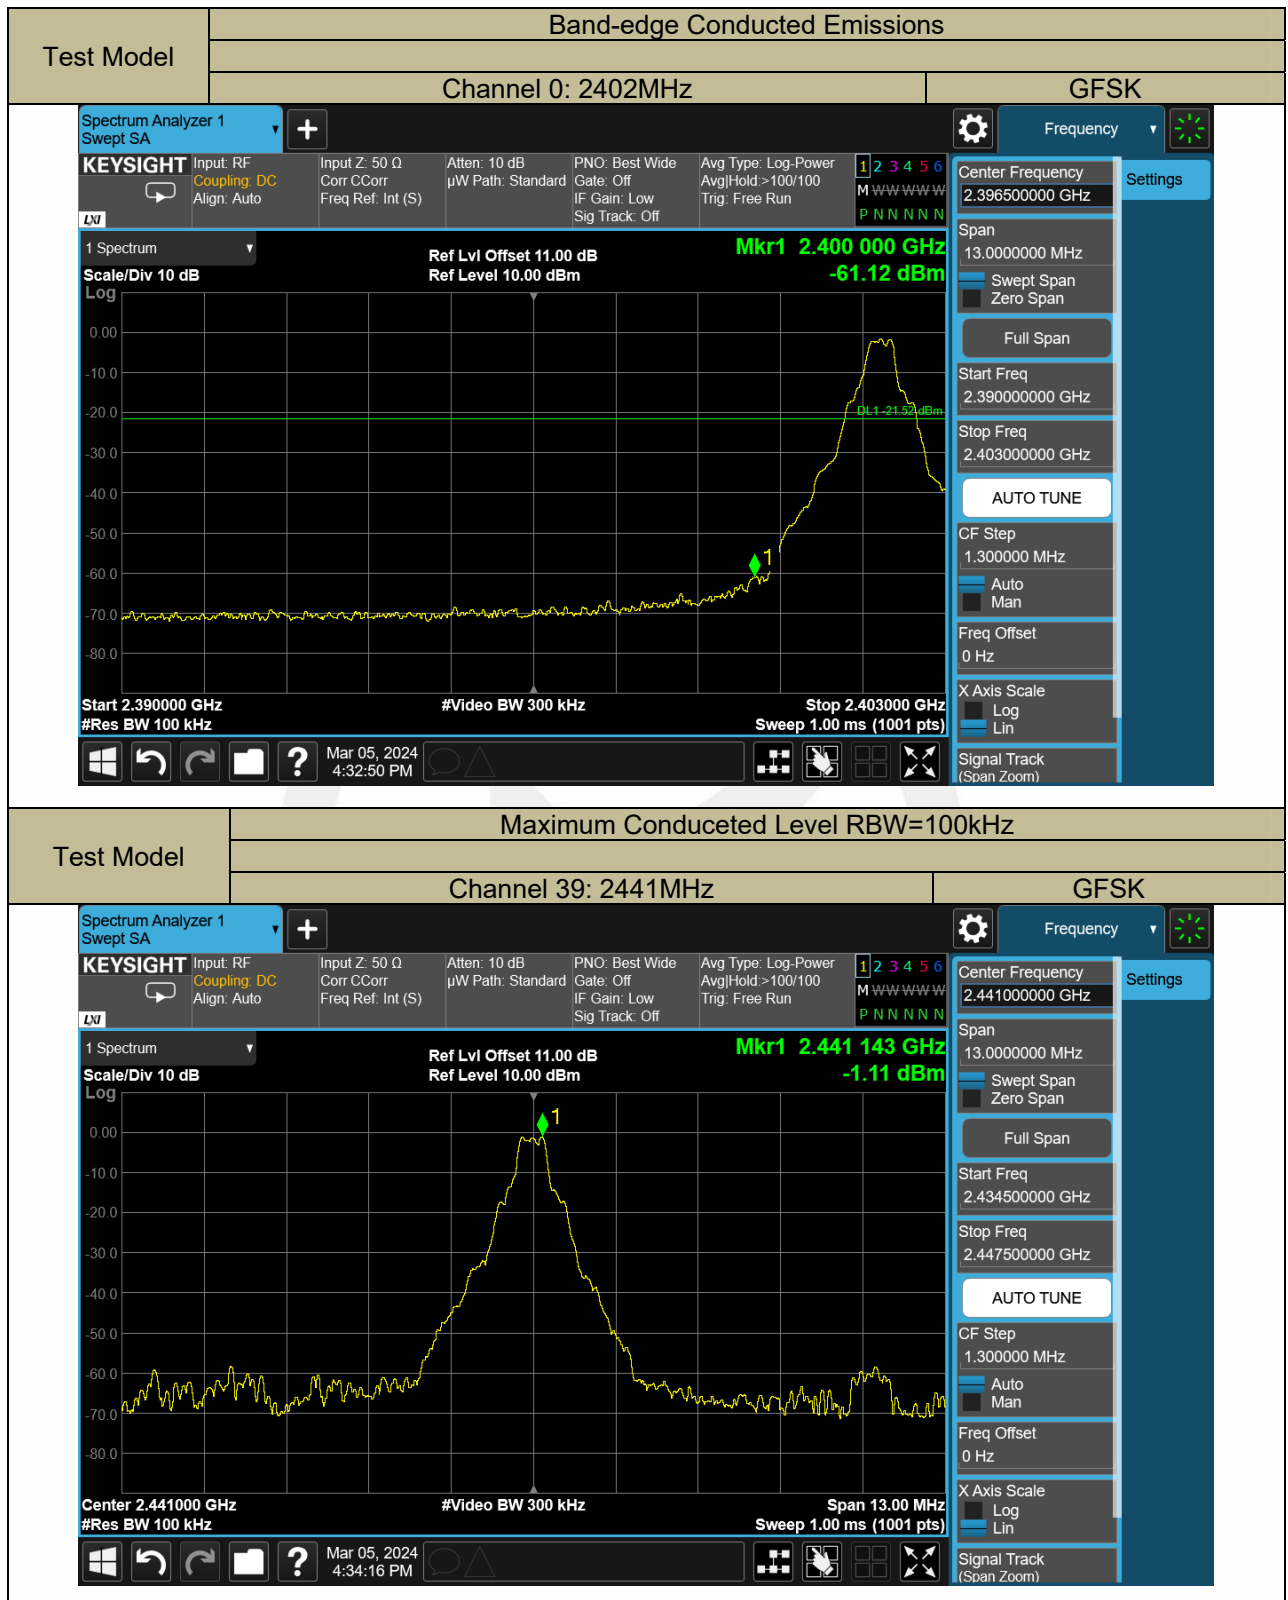 Test Model
Band-edge Conducted Emissions
Channel 0: 2402MHz
GFSK
Spectrum Analyzer 1
Swept SA
+
Frequency
KEYSIGHT
LXI
Input: RF
Coupling: DC
Align: Auto
Input Z: 50 Ω
Corr CCorr
Freq Ref: Int (S)
Atten: 10 dB
µW Path: Standard
PNO: Best Wide
Gate: Off
IF Gain: Low
Sig Track: Off
Avg Type: Log-Power
Avg|Hold:>100/100
Trig: Free Run
1 2 3 4 5 6
M W W W W W
P N N N N N
1 Spectrum
Scale/Div 10 dB
Log
Ref Lvl Offset 11.00 dB
Ref Level 10.00 dBm
Mkr1 2.400 000 GHz
-61.12 dBm
0.00
-10.0
-20.0
-30.0
-40.0
-50.0
-60.0
-70.0
-80.0
DL1 -21.52 dBm
1
Start 2.390000 GHz
#Res BW 100 kHz
#Video BW 300 kHz
Stop 2.403000 GHz
Sweep 1.00 ms (1001 pts)
?
Mar 05, 2024
4:32:50 PM
Center Frequency
2.396500000 GHz
Settings
Span
13.0000000 MHz
Swept Span
Zero Span
Full Span
Start Freq
2.390000000 GHz
Stop Freq
2.403000000 GHz
AUTO TUNE
CF Step
1.300000 MHz
Auto
Man
Freq Offset
0 Hz
X Axis Scale
Log
Lin
Signal Track
(Span Zoom)
Test Model
Maximum Conduceted Level RBW=100kHz
Channel 39: 2441MHz
GFSK
Spectrum Analyzer 1
Swept SA
+
Frequency
KEYSIGHT
LXI
Input: RF
Coupling: DC
Align: Auto
Input Z: 50 Ω
Corr CCorr
Freq Ref: Int (S)
Atten: 10 dB
µW Path: Standard
PNO: Best Wide
Gate: Off
IF Gain: Low
Sig Track: Off
Avg Type: Log-Power
Avg|Hold:>100/100
Trig: Free Run
1 2 3 4 5 6
M W W W W W
P N N N N N
1 Spectrum
Scale/Div 10 dB
Log
Ref Lvl Offset 11.00 dB
Ref Level 10.00 dBm
Mkr1 2.441 143 GHz
-1.11 dBm
0.00
-10.0
-20.0
-30.0
-40.0
-50.0
-60.0
-70.0
-80.0
1
Center 2.441000 GHz
#Res BW 100 kHz
#Video BW 300 kHz
Span 13.00 MHz
Sweep 1.00 ms (1001 pts)
?
Mar 05, 2024
4:34:16 PM
Center Frequency
2.441000000 GHz
Settings
Span
13.0000000 MHz
Swept Span
Zero Span
Full Span
Start Freq
2.434500000 GHz
Stop Freq
2.447500000 GHz
AUTO TUNE
CF Step
1.300000 MHz
Auto
Man
Freq Offset
0 Hz
X Axis Scale
Log
Lin
Signal Track
(Span Zoom)